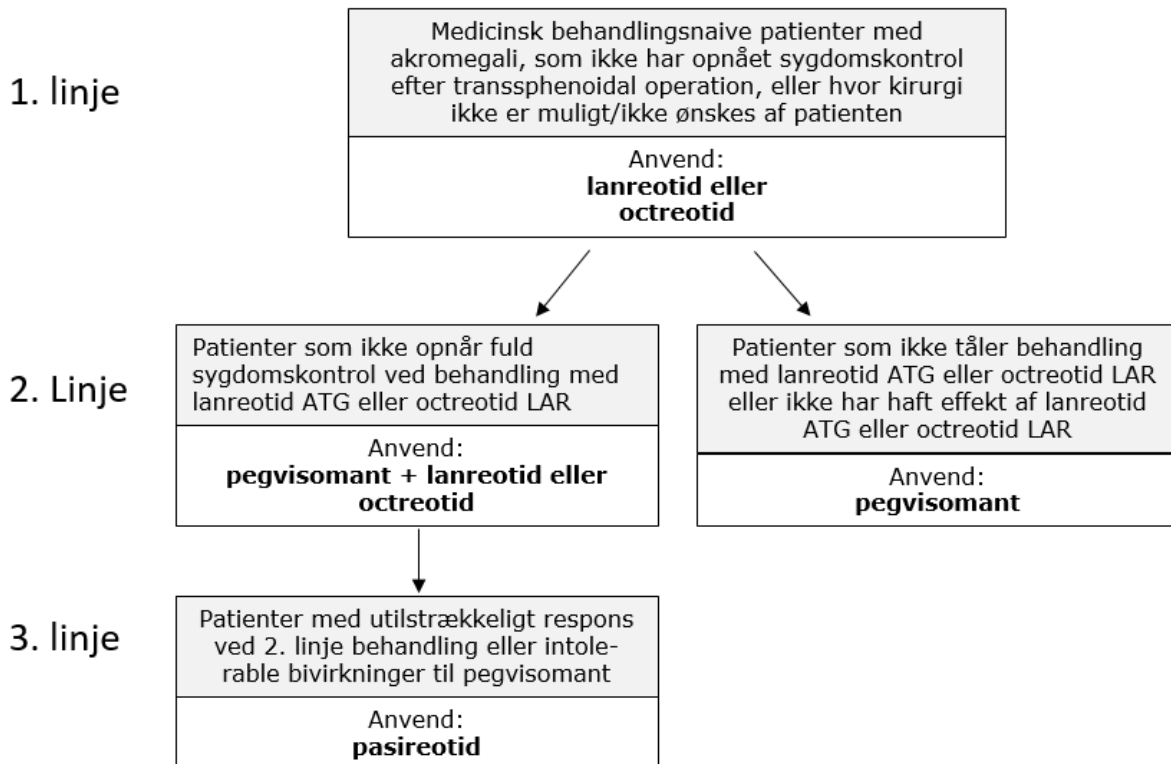 1. linje
Medicinsk behandlingsnaive patienter med
akromegali, som ikke har opnået sygdomskontrol
efter transsphenoidal operation, eller hvor kirurgi
ikke er muligt/ikke ønskes af patienten
Anvend:
lanreotid eller
octreotid
2. Linje
Patienter som ikke opnår fuld
sygdomskontrol ved behandling med
lanreotid ATG eller octreotid LAR
Anvend:
pegvisomant + lanreotid eller
octreotid
Patienter som ikke tåler behandling
med lanreotid ATG eller octreotid LAR
eller ikke har haft effekt af lanreotid
ATG eller octreotid LAR
Anvend:
pegvisomant
3. linje
Patienter med utilstrækkeligt respons
ved 2. linje behandling eller intole-
rable bivirkninger til pegvisomant
Anvend:
pasireotid